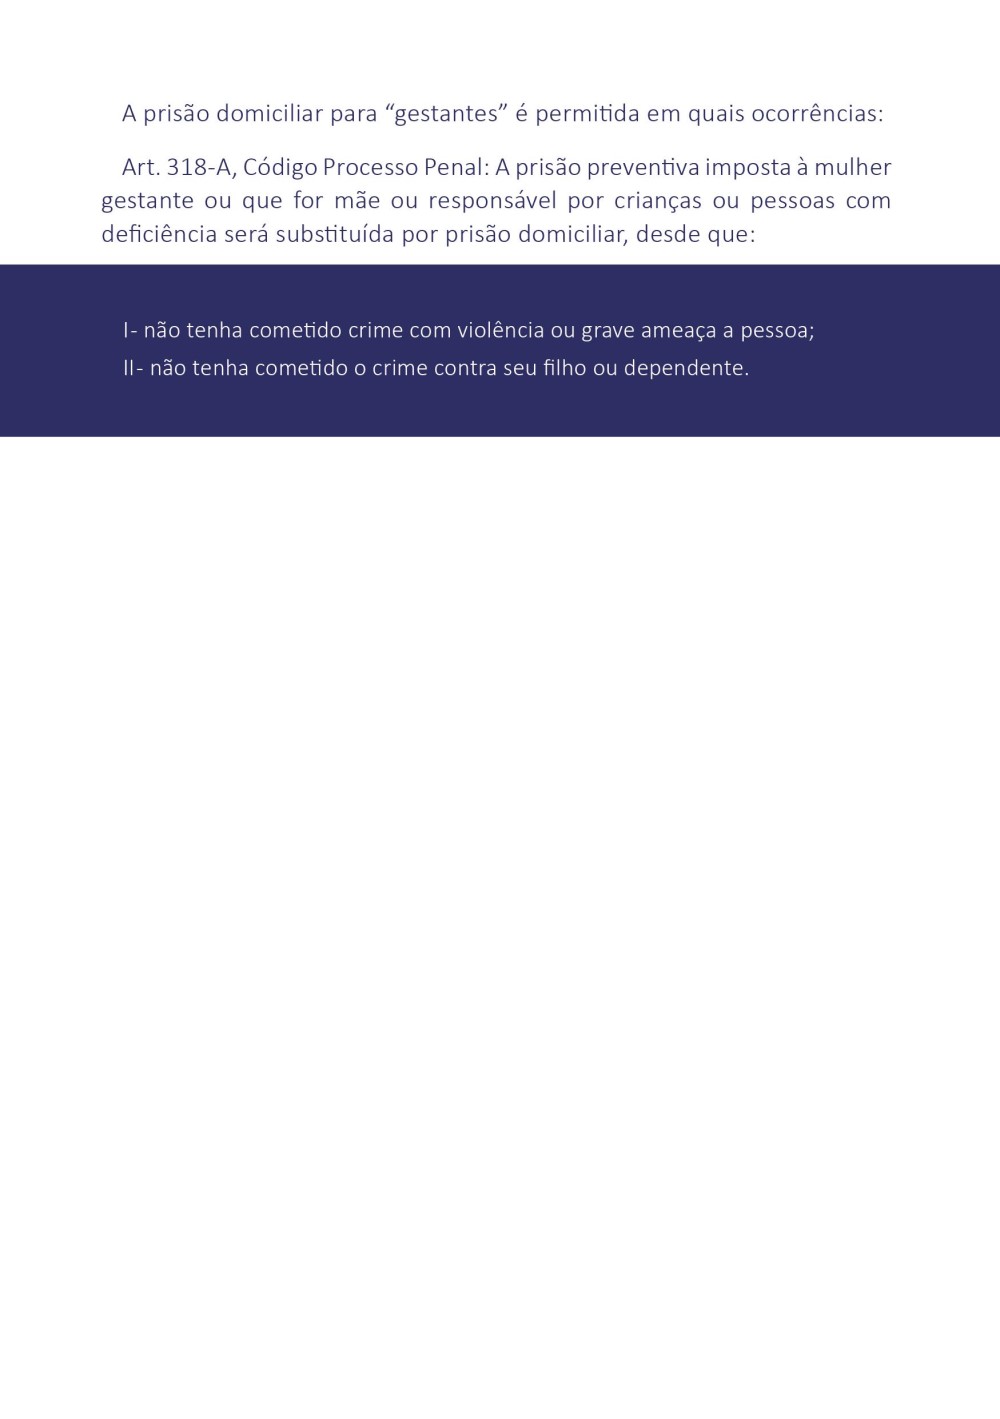 A prisão domiciliar para “gestantes” é permitida em quais ocorrências:
Art. 318-A, Código Processo Penal: A prisão preventiva imposta à mulher
gestante ou que for mãe ou responsável por crianças ou pessoas com
deficiência será substituída por prisão domiciliar, desde que:
I- não tenha cometido crime com violência ou grave ameaça a pessoa;
II- não tenha cometido o crime contra seu filho ou dependente.